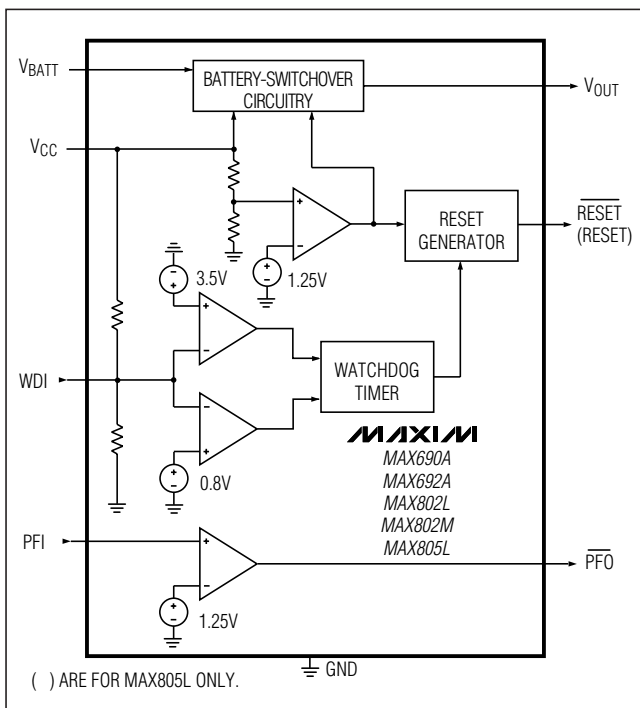 VBATT
BATTERY-SWITCHOVER
CIRCUITRY
VOUT
VCC
RESET
GENERATOR
RESET
(RESET)
+
−
1.25V
−
+
3.5V
+
−
WATCHDOG
TIMER
WDI
−
+
0.8V
MAXIM
MAX690A
MAX692A
MAX802L
MAX802M
MAX805L
PFI
+
−
PFO
+
−
1.25V
GND
( ) ARE FOR MAX805L ONLY.